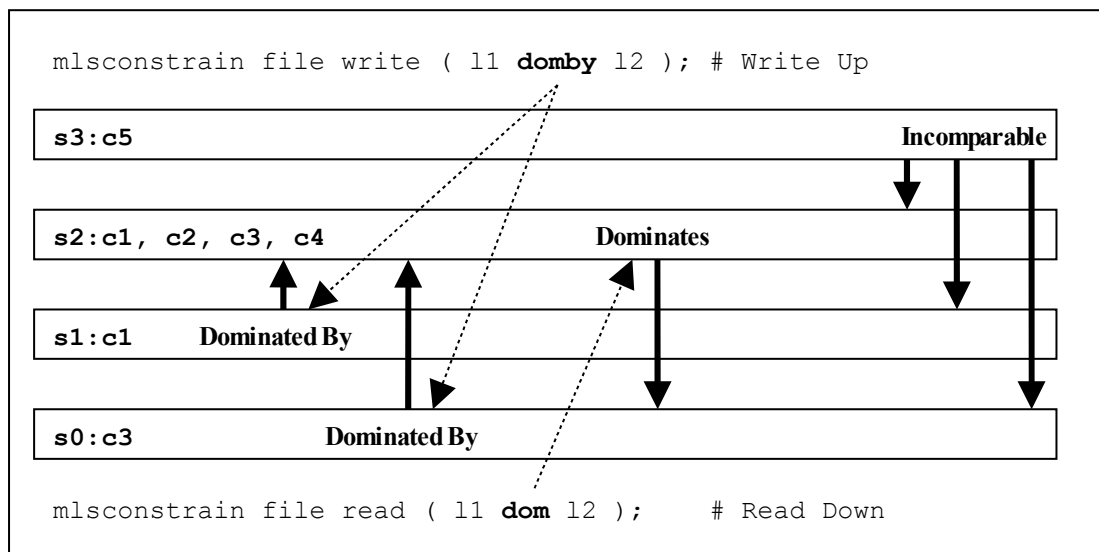 mlsconstrain file write ( l1 domby l2 ); # Write Up
s3:c5 Incomparable
s2:c1, c2, c3, c4 Dominates
s1:c1 Dominated By
s0:c3 Dominated By
mlsconstrain file read ( l1 dom l2 ); # Read Down